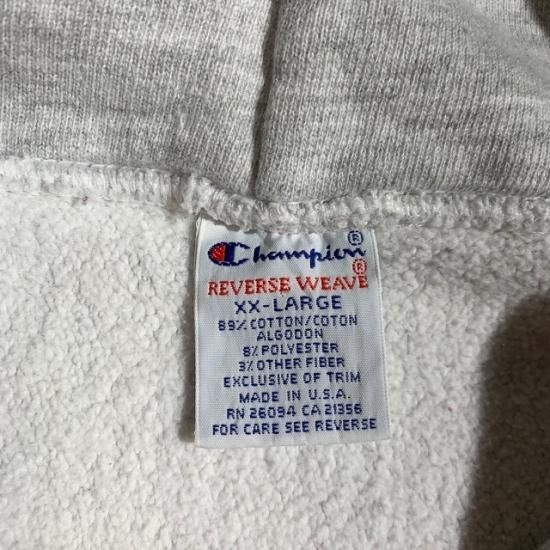 Champion®
REVERSE WEAVE®
XX-LARGE
89% COTTON/COTON
ALGODON
8% POLYESTER
3% OTHER FIBER
EXCLUSIVE OF TRIM
MADE IN U.S.A.
RN 26094 CA 21356
FOR CARE SEE REVERSE